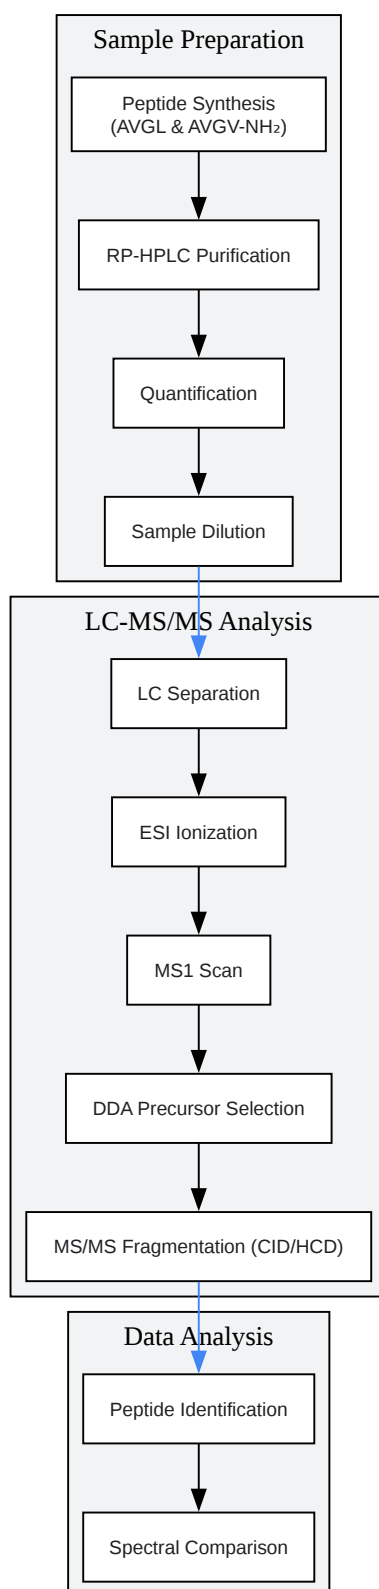 Sample Preparation
Peptide Synthesis
(AVGL & AVGV-NH₂)
RP-HPLC Purification
Quantification
Sample Dilution
LC-MS/MS Analysis
LC Separation
ESI Ionization
MS1 Scan
DDA Precursor Selection
MS/MS Fragmentation (CID/HCD)
Data Analysis
Peptide Identification
Spectral Comparison